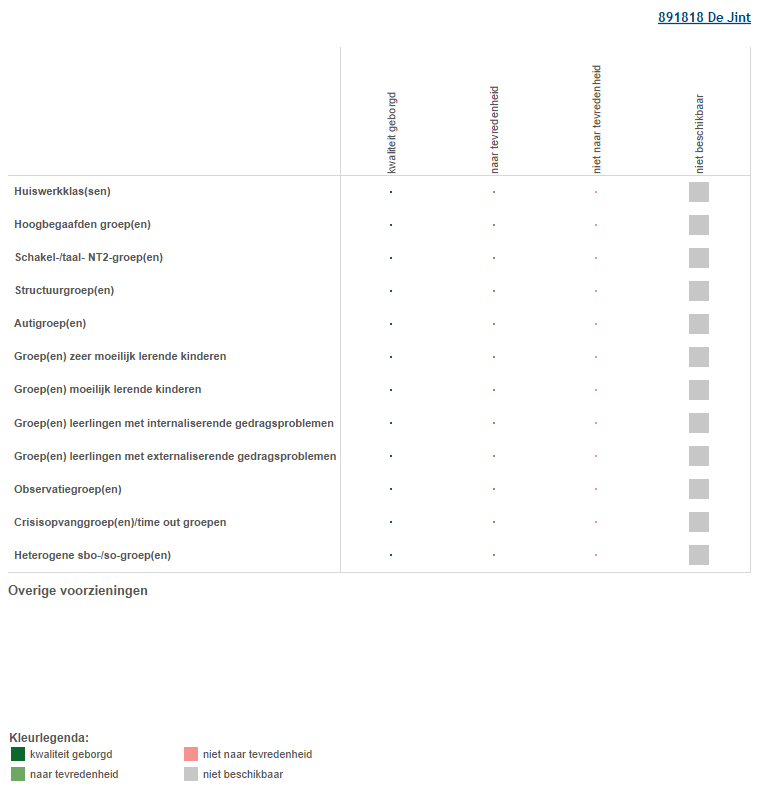 891818 De Jint
kwaliteit geborgd
naar tevredenheid
niet naar tevredenheid
niet beschikbaar
Huiswerkklas(sen)
Hoogbegaafden groep(en)
Schakel-/taal- NT2-groep(en)
Structuurgroep(en)
Autigroep(en)
Groep(en) zeer moeilijk lerende kinderen
Groep(en) moeilijk lerende kinderen
Groep(en) leerlingen met internaliserende gedragsproblemen
Groep(en) leerlingen met externaliserende gedragsproblemen
Observatiegroep(en)
Crisisopvanggroep(en)/time out groepen
Heterogene sbo-/so-groep(en)
Overige voorzieningen
Kleurlegenda:
kwaliteit geborgd
niet naar tevredenheid
naar tevredenheid
niet beschikbaar